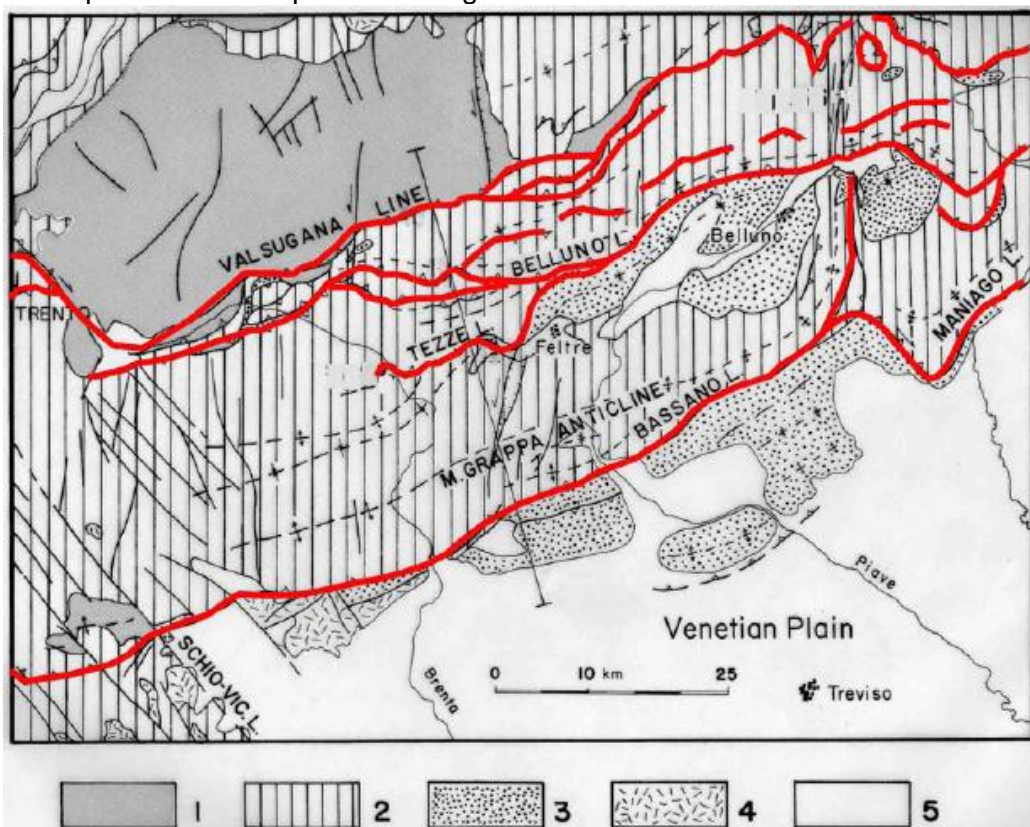 VALSUGANA LINE
BELLUNO L.
Belluno
TRENTO
TEZZE L.
Feltre
MANIAGO L.
M. GRAPPA ANTICLINE
BASSANO L.
SCHIO-VIC. L.
Piave
Venetian Plain
Brenta
0 10 km 25
Treviso
1 2 3 4 5